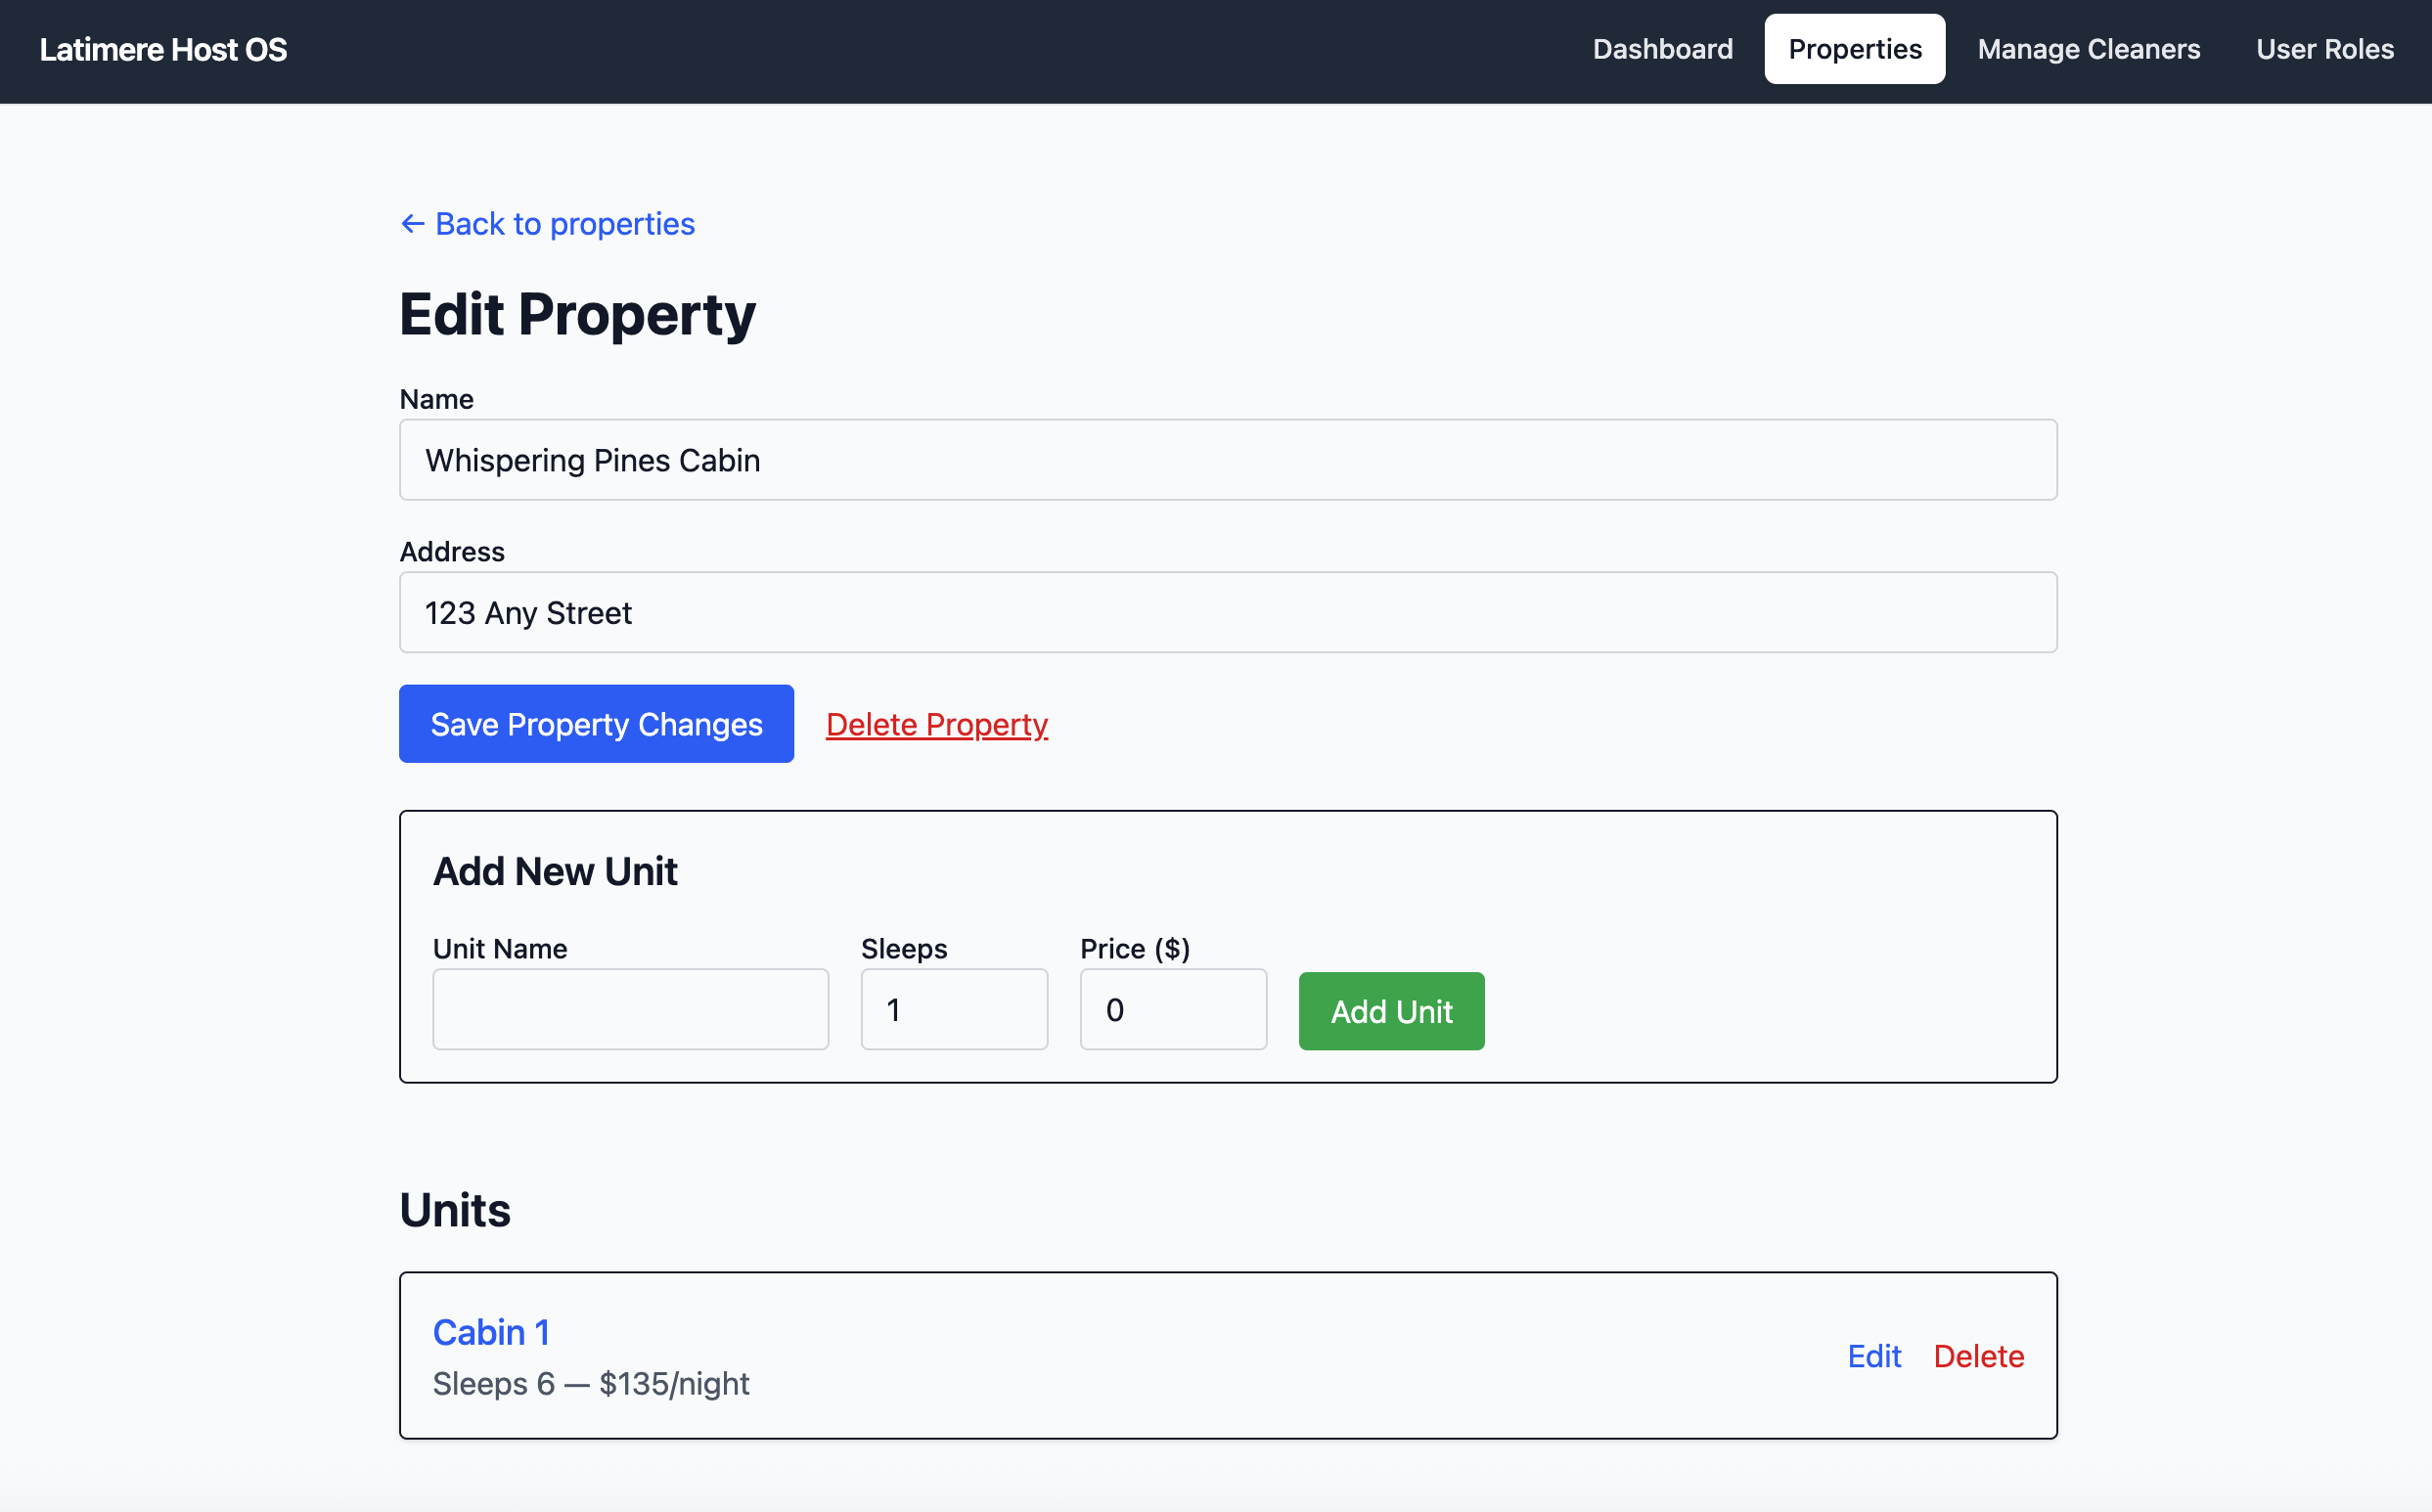 Latimere Host OS
Dashboard
Properties
Manage Cleaners
User Roles
← Back to properties
Edit Property
Name
Whispering Pines Cabin
Address
123 Any Street
Save Property Changes
Delete Property
Add New Unit
Unit Name
Sleeps
Price ($)
1
0
Add Unit
Units
Cabin 1
Sleeps 6 — $135/night
Edit
Delete